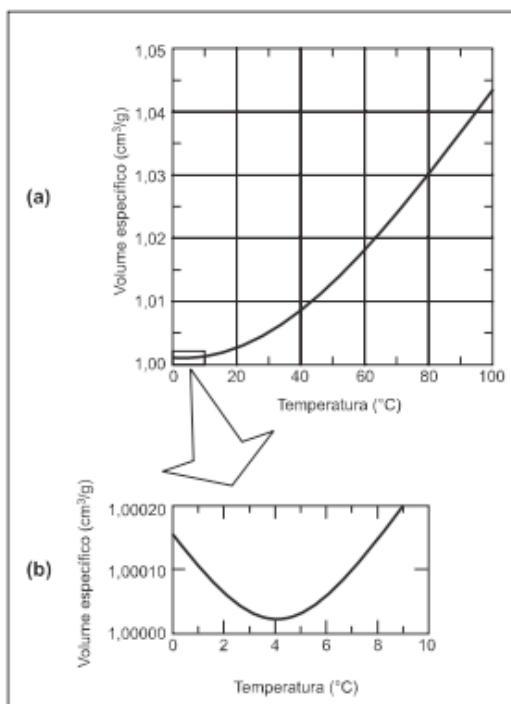 (a)
Volume específico (cm³/g)
1,05
1,04
1,03
1,02
1,01
1,00
0 20 40 60 80 100
Temperatura (°C)
(b)
Volume específico (cm³/g)
1,00020
1,00010
1,00000
0 2 4 6 8 10
Temperatura (°C)